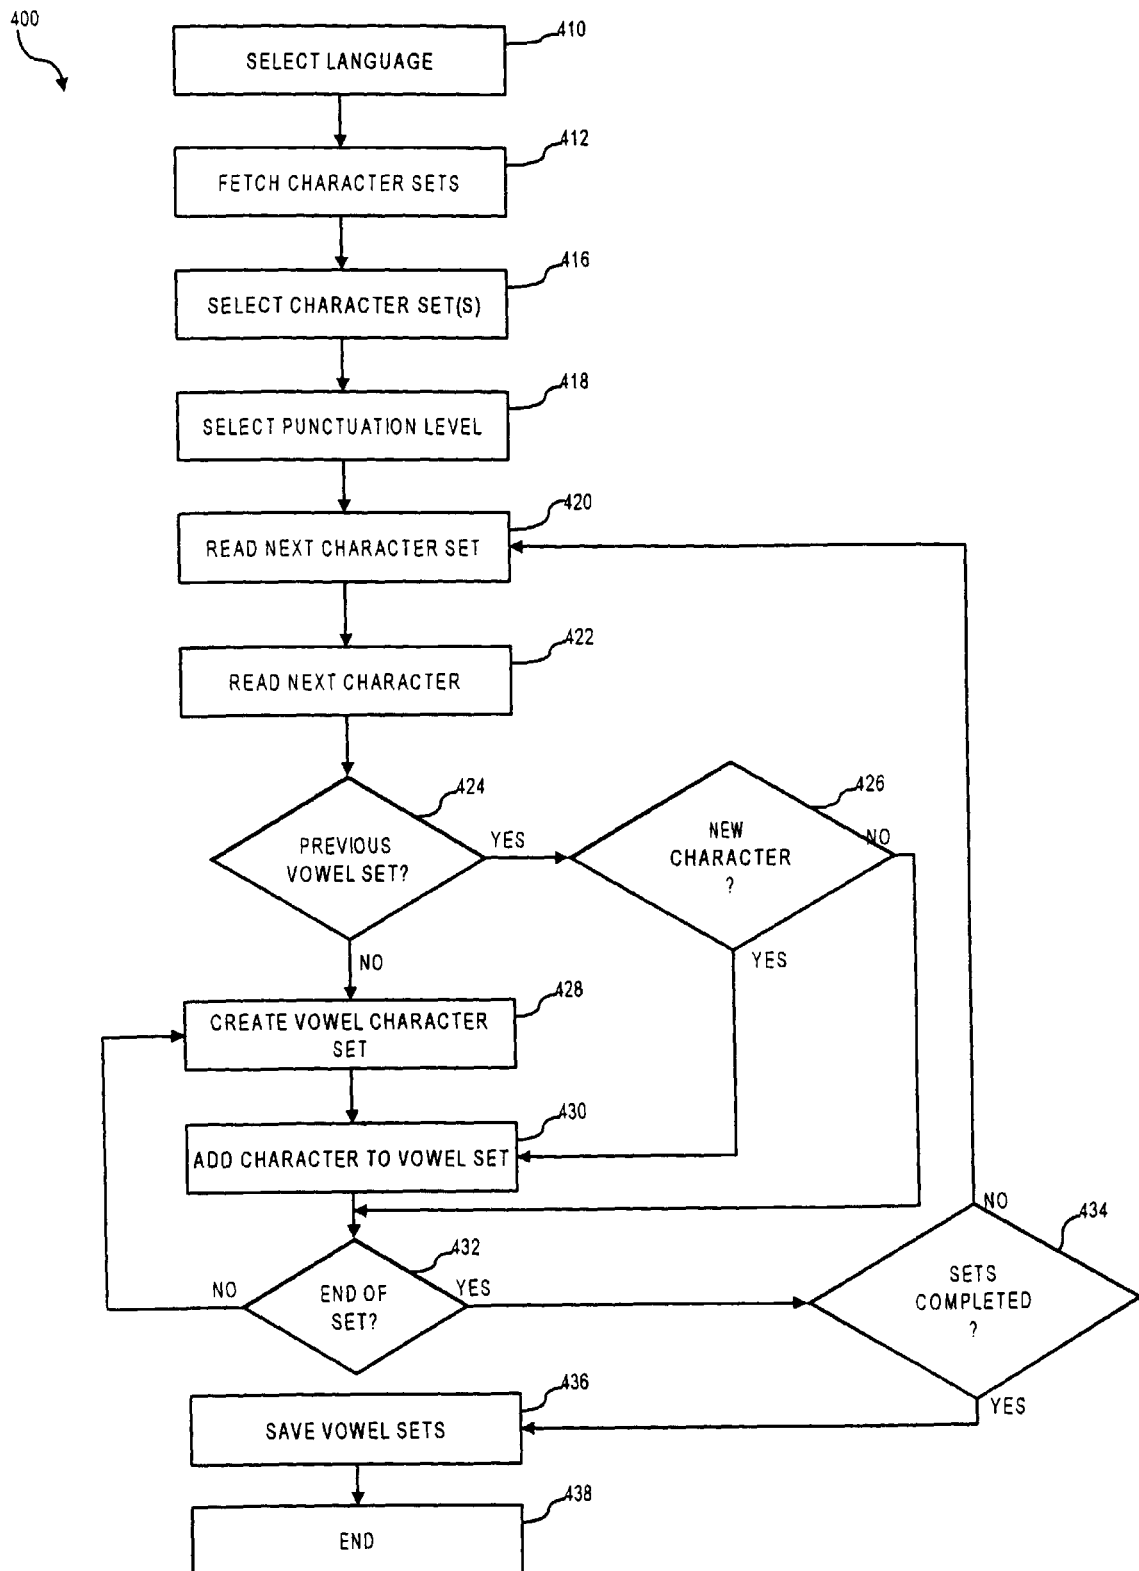 400
410
SELECT LANGUAGE
412
FETCH CHARACTER SETS
416
SELECT CHARACTER SET(S)
418
SELECT PUNCTUATION LEVEL
420
READ NEXT CHARACTER SET
422
READ NEXT CHARACTER
424
PREVIOUS
VOWEL SET?
YES
426
NEW
CHARACTER
?
NO
YES
NO
428
CREATE VOWEL CHARACTER
SET
430
ADD CHARACTER TO VOWEL SET
432
END OF
SET?
NO
YES
NO
434
SETS
COMPLETED
?
YES
436
SAVE VOWEL SETS
438
END